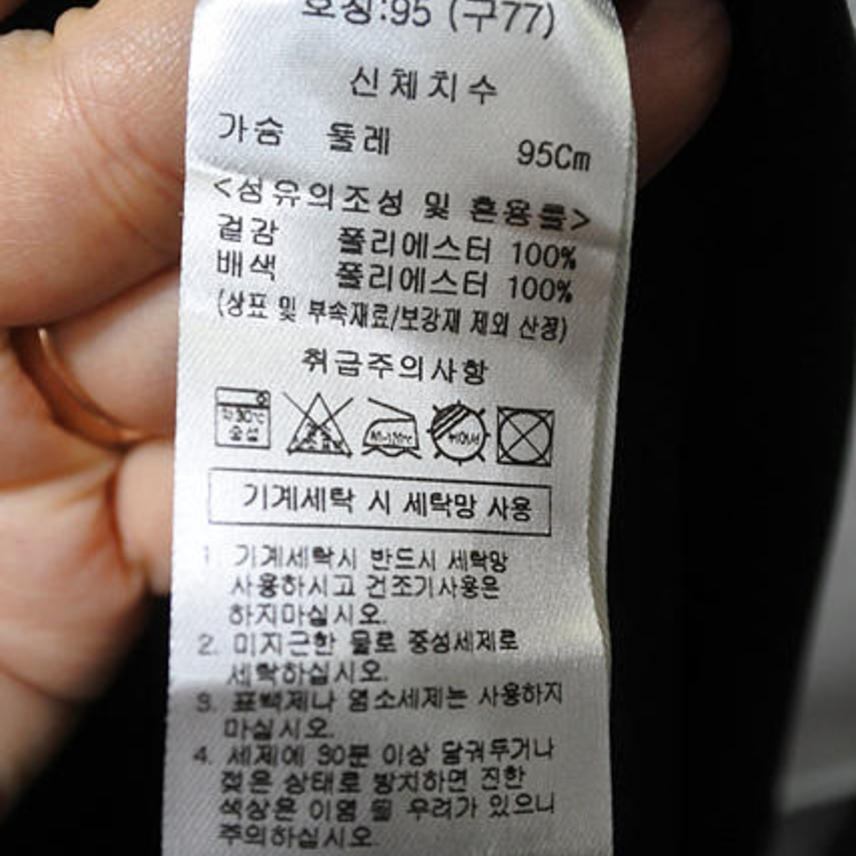 호칭:95 (구77)
신체치수
가슴 둘레 95Cm
<섬유의조성 및 혼용률>
겉감 폴리에스터 100%
배색 폴리에스터 100%
(상표 및 부속재료/보강재 제외 산정)
취급주의사항
약30℃
중성
80~120℃
기계세탁 시 세탁망 사용
1. 기계세탁시 반드시 세탁망
사용하시고 건조기사용은
하지마십시오.
2. 미지근한 물로 중성세제로
세탁하십시오.
3. 표백제나 염소세제는 사용하지
마십시오.
4. 세제에 30분 이상 담궈두거나
젖은 상태로 방치하면 진한
색상은 이염 될 우려가 있으니
주의하십시오.